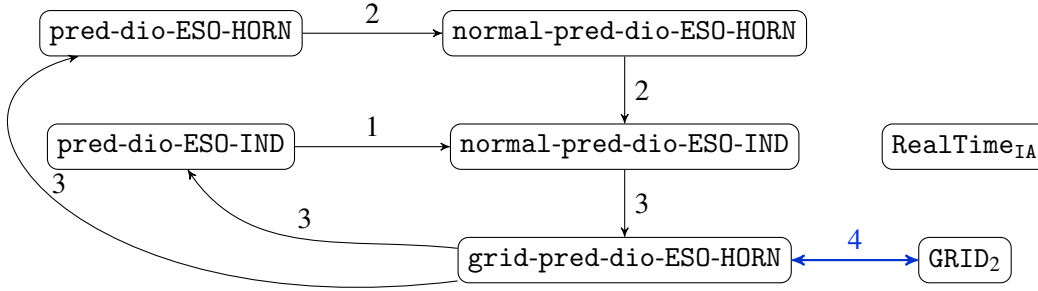 pred-dio-ESO-HORN 2 normal-pred-dio-ESO-HORN
2
pred-dio-ESO-IND 1 normal-pred-dio-ESO-IND RealTime_IA
3 3 3
grid-pred-dio-ESO-HORN 4 GRID_2